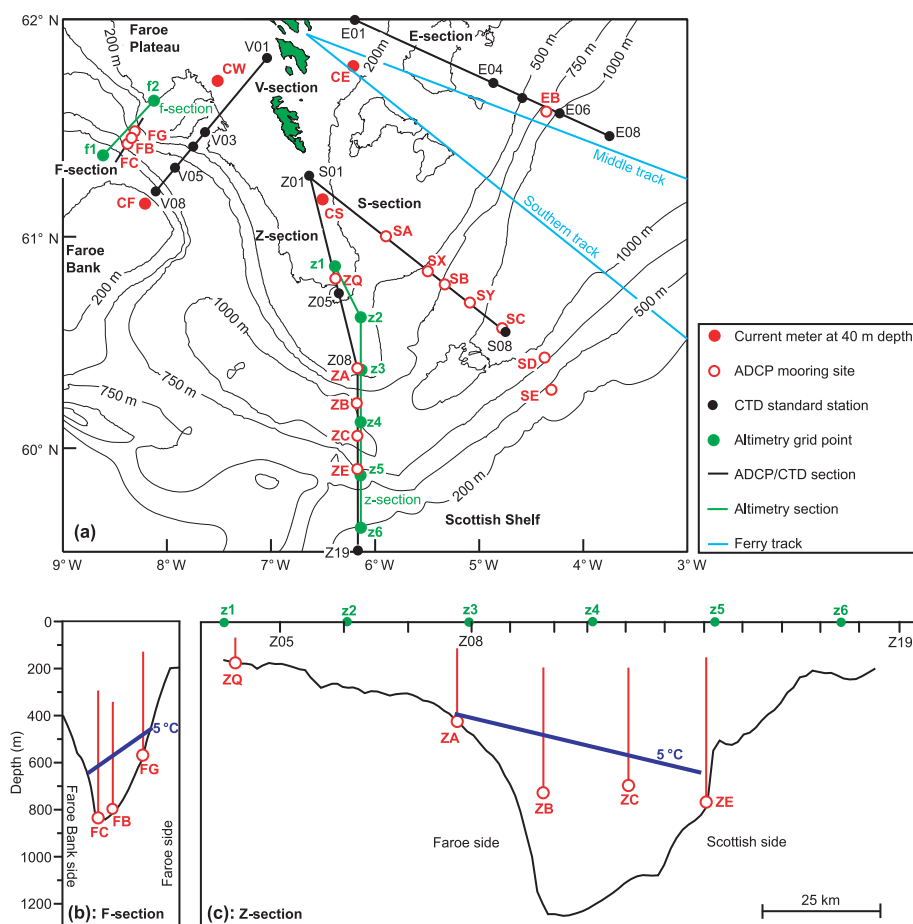 62° N
61° N
60° N
9° W
8° W
7° W
6° W
5° W
4° W
3° W
200 m
Faroe
Plateau
CW
V01
V-section
f2
f-section
f1
F-section
FG
FB
FC
V03
V05
V08
CF
Faroe
Bank
200 m
E01
E-section
200m
CE
E04
500 m
750 m
1000 m
EB
E06
E08
Middle track
Southern track
Z01
S01
S-section
CS
Z-section
SA
SX
SB
SY
SC
S08
SD
SE
z1
ZQ
Z05
z2
Z08
ZA
z3
ZB
z4
ZC
ZE
z5
z-section
z6
Z19
1000 m
750 m
750 m
500 m
1000 m
500 m
200 m
Scottish Shelf
(a)
Current meter at 40 m depth
ADCP mooring site
CTD standard station
Altimetry grid point
ADCP/CTD section
Altimetry section
Ferry track
Depth (m)
0
200
400
600
800
1000
1200
5 °C
FG
FC
FB
Faroe Bank side
Faroe side
(b): F-section
z1
z2
z3
z4
z5
z6
Z05
Z08
Z19
ZQ
ZA
5 °C
ZB
ZC
ZE
Faroe side
Scottish side
(c): Z-section
25 km